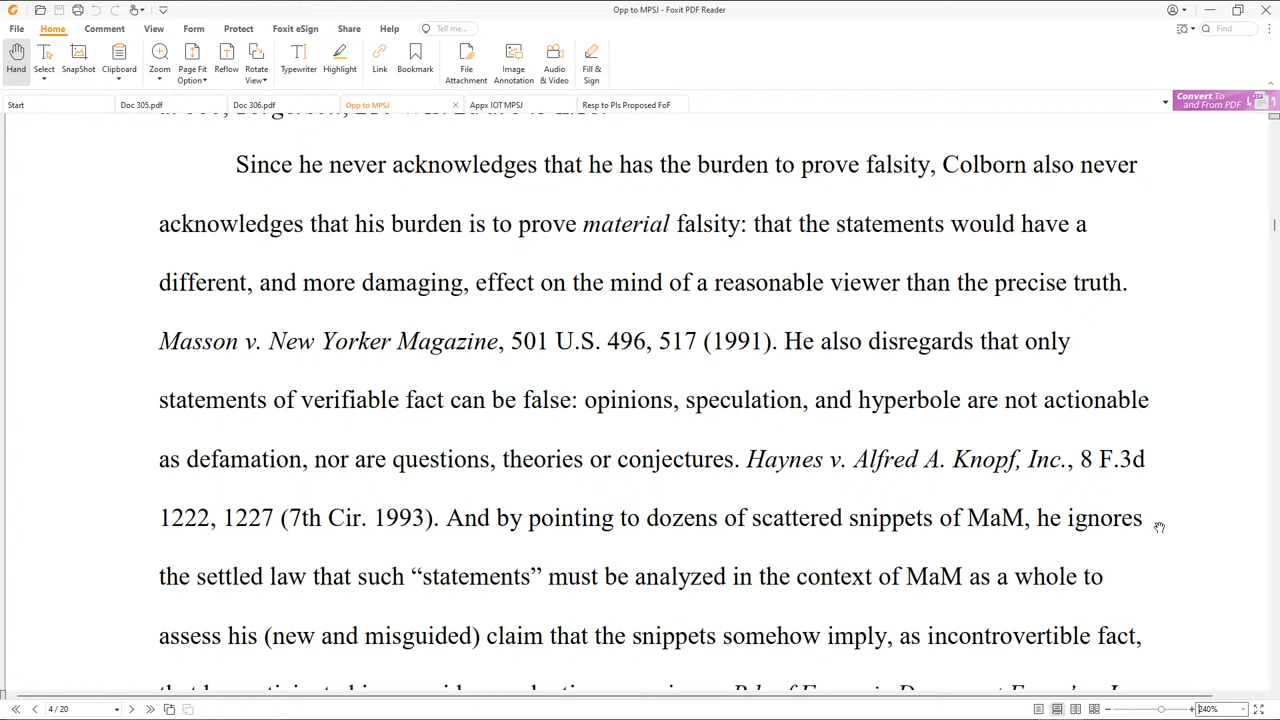 Opp to MPSJ - Foxit PDF Reader
File Home Comment View Form Protect Foxit eSign Share Help Tell me... Find
Hand Select SnapShot Clipboard Zoom Page Fit Option Reflow Rotate View Typewriter Highlight Link Bookmark File Attachment Image Annotation Audio & Video Fill & Sign
Start Doc 305.pdf Doc 306.pdf Opp to MPSJ Appx IOT MPSJ Resp to Pls Proposed FoF Convert To and From PDF
Since he never acknowledges that he has the burden to prove falsity, Colborn also never
acknowledges that his burden is to prove material falsity: that the statements would have a
different, and more damaging, effect on the mind of a reasonable viewer than the precise truth.
Masson v. New Yorker Magazine, 501 U.S. 496, 517 (1991). He also disregards that only
statements of verifiable fact can be false: opinions, speculation, and hyperbole are not actionable
as defamation, nor are questions, theories or conjectures. Haynes v. Alfred A. Knopf, Inc., 8 F.3d
1222, 1227 (7th Cir. 1993). And by pointing to dozens of scattered snippets of MaM, he ignores
the settled law that such “statements” must be analyzed in the context of MaM as a whole to
assess his (new and misguided) claim that the snippets somehow imply, as incontrovertible fact,
4 / 20 240%